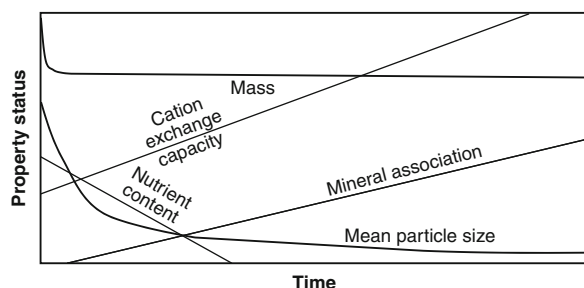 Property status
Mass
Cation
exchange
capacity
Nutrient
content
Mineral association
Mean particle size
Time